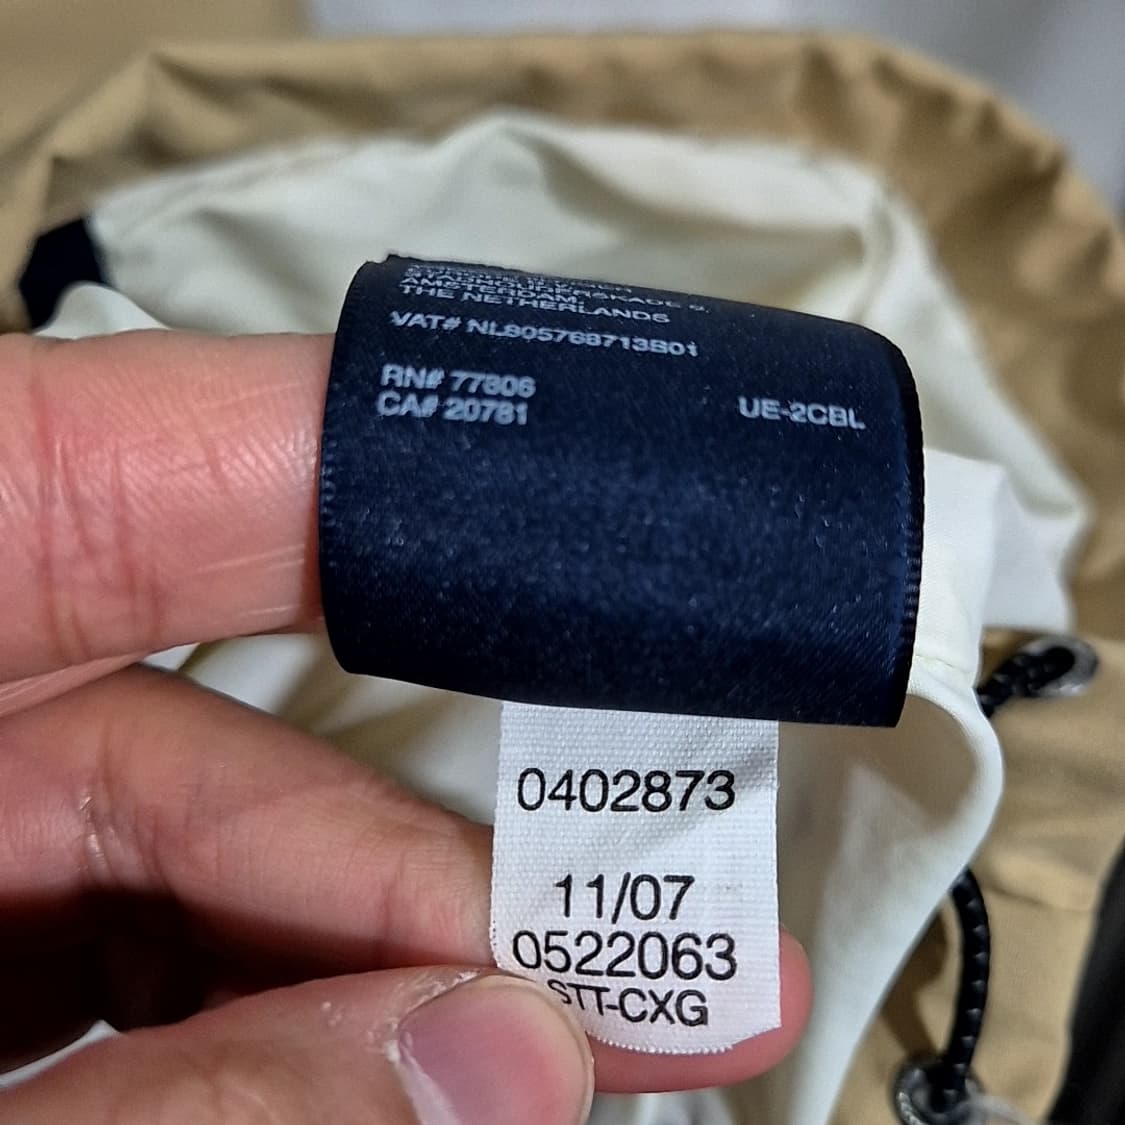 AMSTERDAM,
THE NETHERLANDS
VAT# NL805768713B01
RN# 77806
CA# 20781
UE-2CBL
0402873
11/07
0522063
STT-CXG